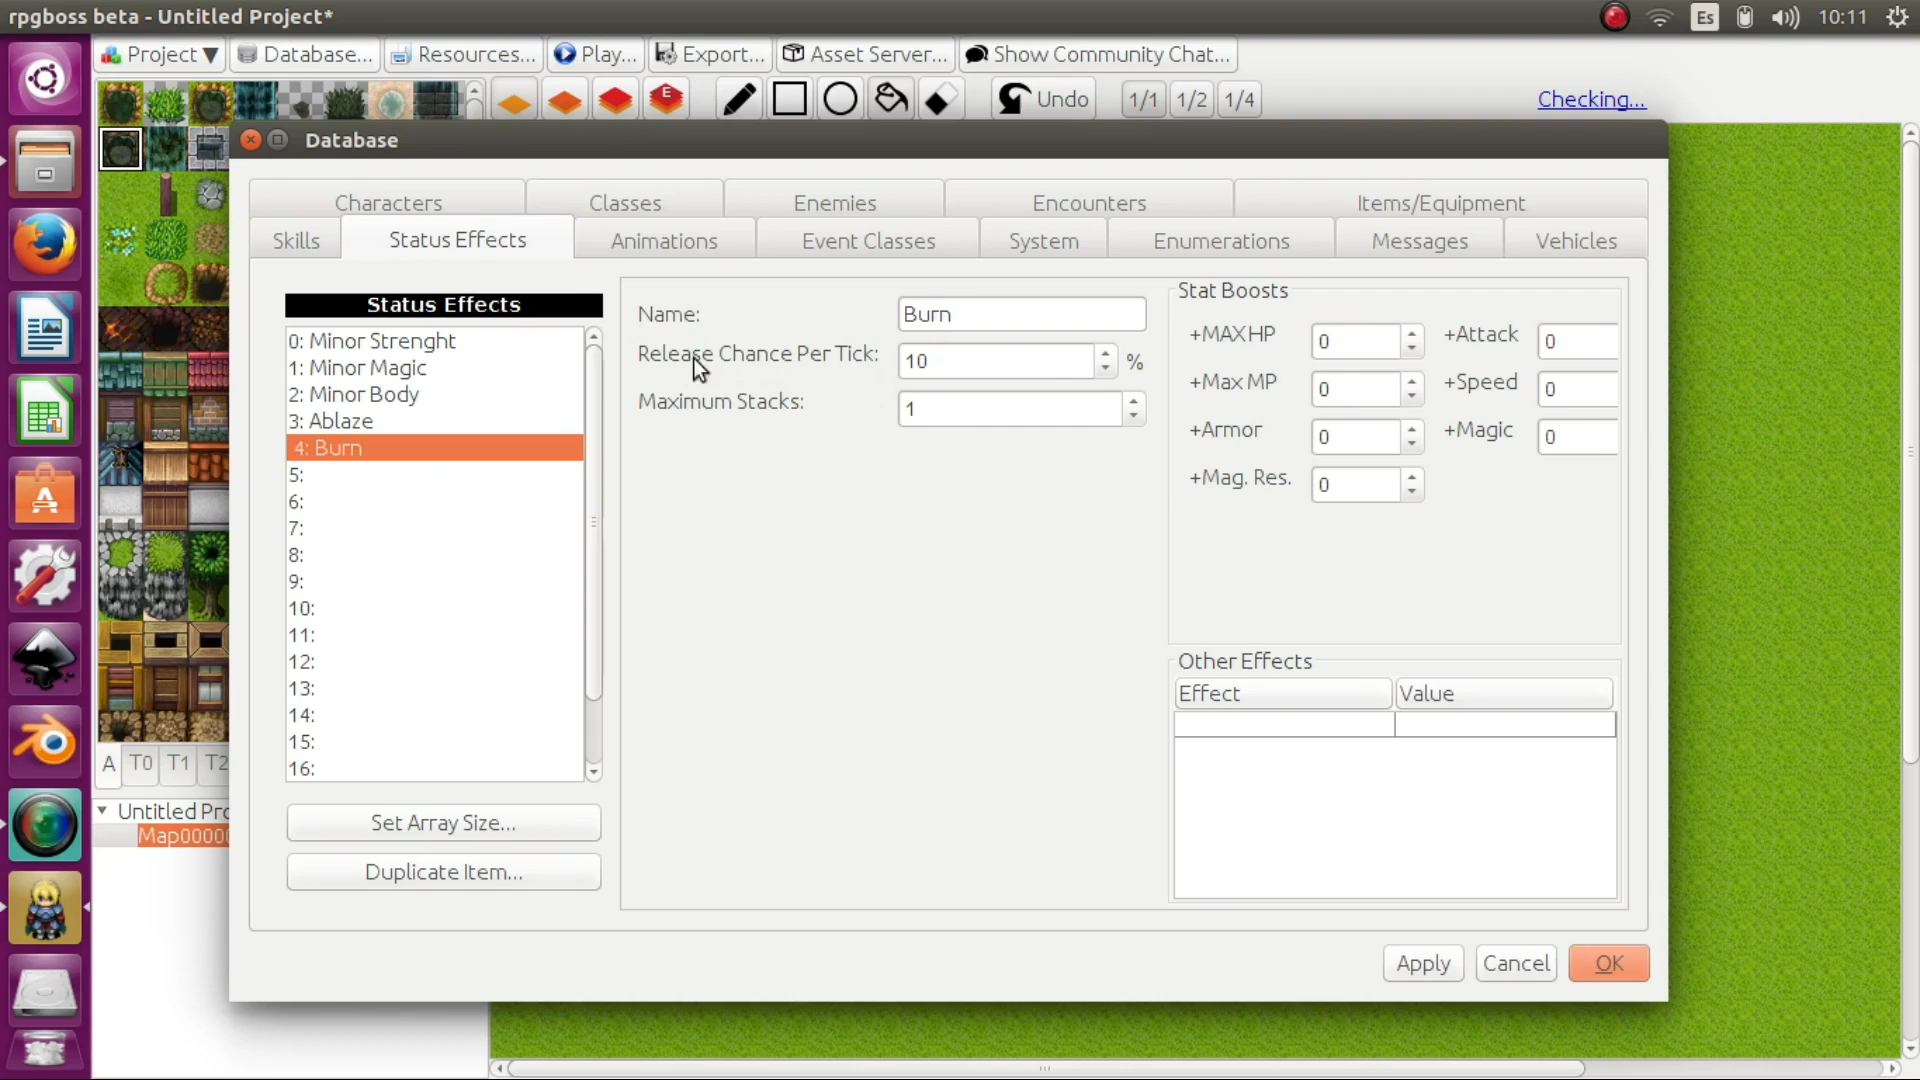 rpgboss beta - Untitled Project*
Es
10:11
Project ▼
Database...
Resources...
Play...
Export...
Asset Server...
Show Community Chat...
E
Undo
1/1
1/2
1/4
Checking...
Database
Characters
Classes
Enemies
Encounters
Items/Equipment
Skills
Status Effects
Animations
Event Classes
System
Enumerations
Messages
Vehicles
Status Effects
0: Minor Strenght
1: Minor Magic
2: Minor Body
3: Ablaze
4: Burn
5:
6:
7:
8:
9:
10:
11:
12:
13:
14:
15:
16:
Set Array Size...
Duplicate Item...
Name:
Burn
Release Chance Per Tick:
10
%
Maximum Stacks:
1
Stat Boosts
+MAX HP
0
+Attack
0
+Max MP
0
+Speed
0
+Armor
0
+Magic
0
+Mag. Res.
0
Other Effects
Effect
Value
A
T0
T1
T2
Untitled Pro
Map00000
Apply
Cancel
OK